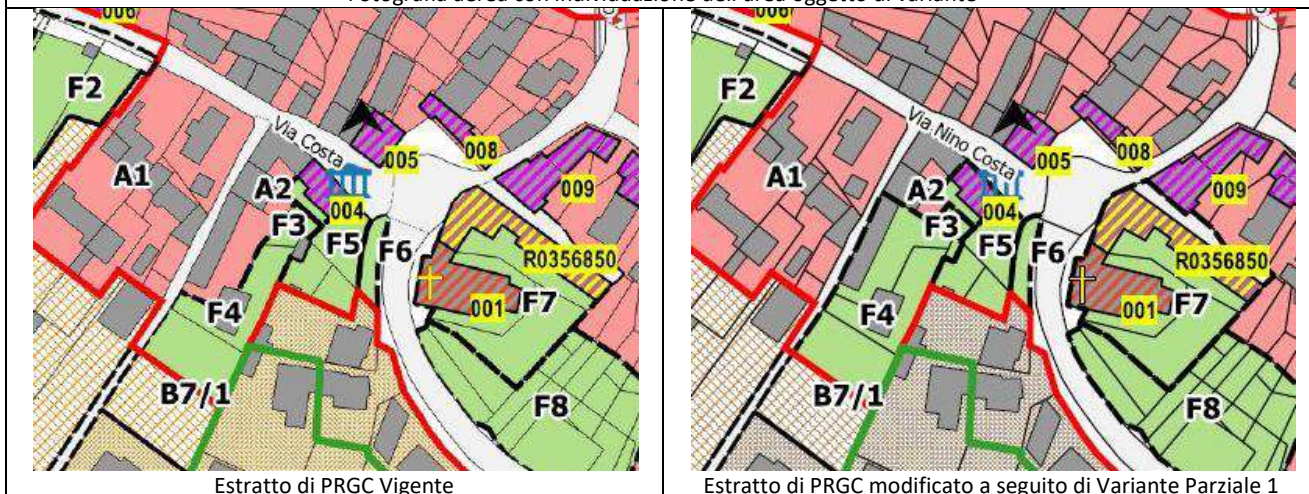 Fotografia aerea con individuazione dell'area oggetto di variante
006
F2
Via Costa
005
008
A1
A2
004
009
F3
F5
F6
R0356850
001
F7
F4
B7/1
F8
Estratto di PRGC Vigente
006
F2
Via Nino Costa
005
008
A1
A2
004
009
F3
F5
F6
R0356850
001
F7
F4
B7/1
F8
Estratto di PRGC modificato a seguito di Variante Parziale 1